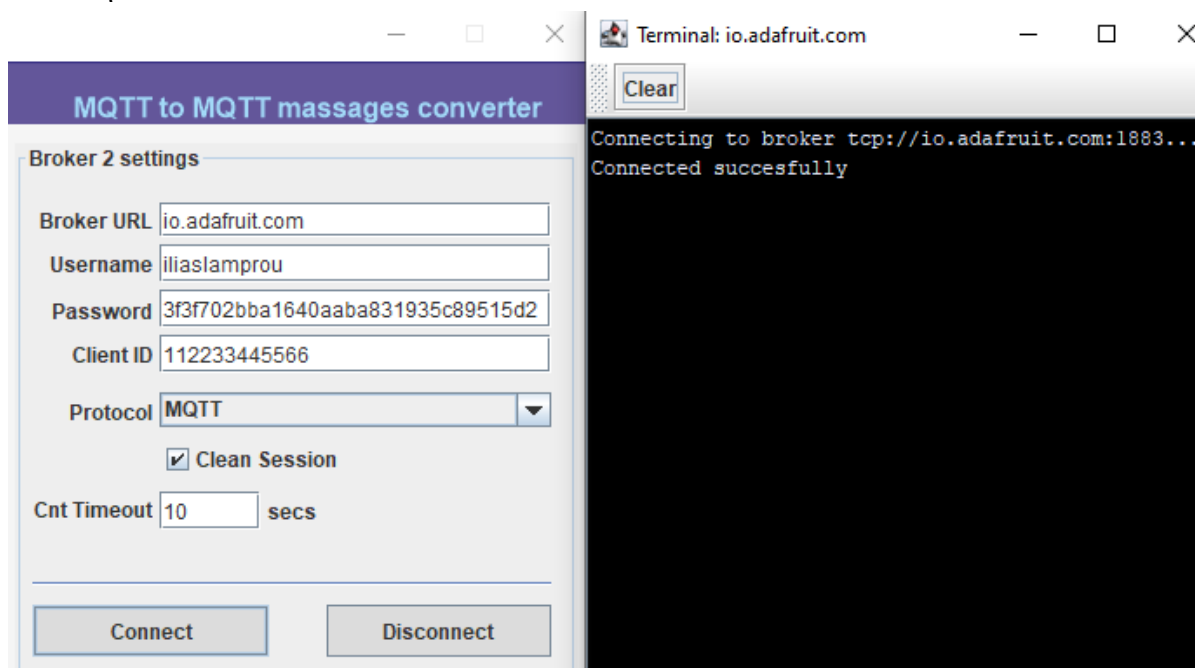 MQTT to MQTT massages converter
Broker 2 settings
Broker URL io.adafruit.com
Username iliaslamprou
Password 3f3f702bba1640aaba831935c89515d2
Client ID 112233445566
Protocol MQTT
Clean Session
Cnt Timeout 10 secs
Connect Disconnect
Terminal: io.adafruit.com
Clear
Connecting to broker tcp://io.adafruit.com:1883...
Connected succesfully